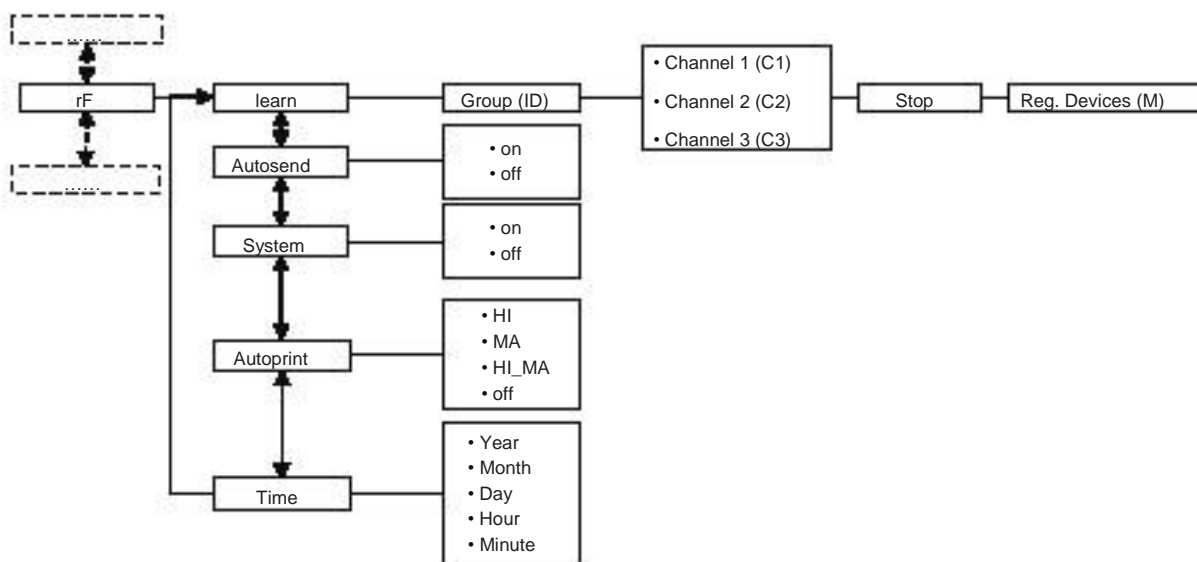 ......
rF
......
learn
Group (ID)
• Channel 1 (C1)
• Channel 2 (C2)
• Channel 3 (C3)
Stop
Reg. Devices (M)
Autosend
• on
• off
System
• on
• off
Autoprint
• HI
• MA
• HI_MA
• off
Time
• Year
• Month
• Day
• Hour
• Minute